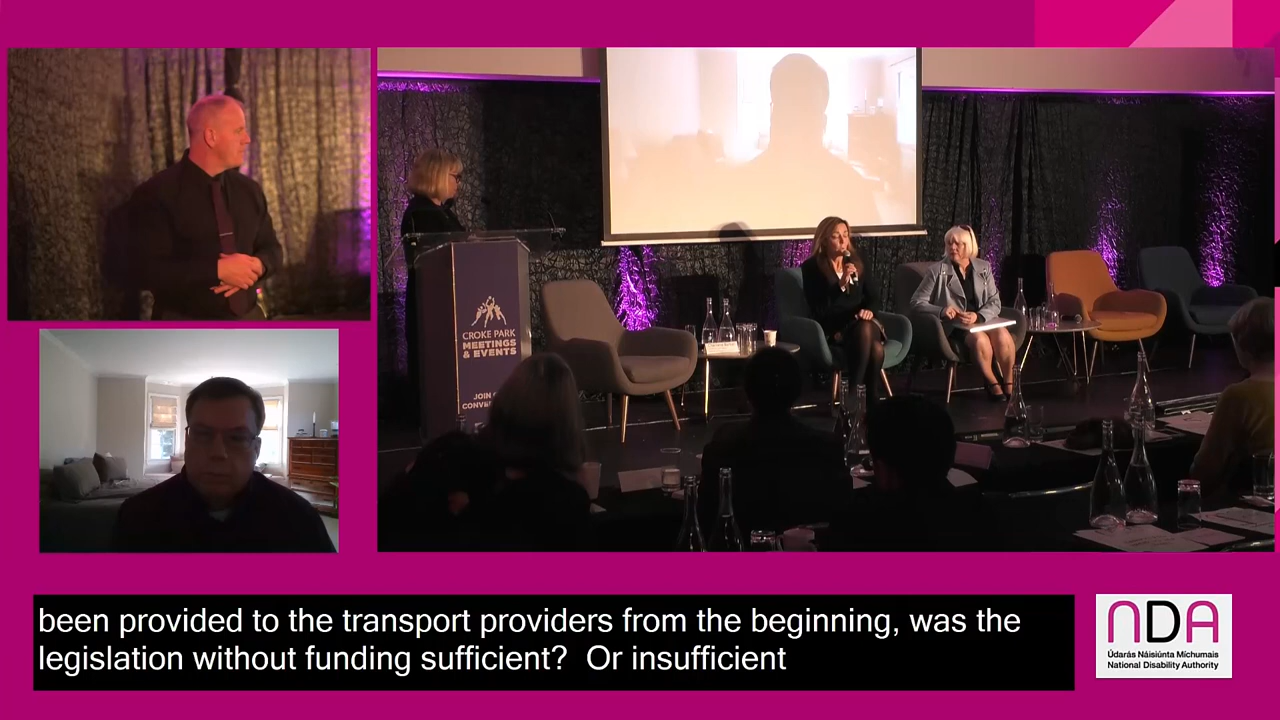 CROKE PARK
MEETINGS
& EVENTS
been provided to the transport providers from the beginning, was the
legislation without funding sufficient?  Or insufficient
NDA
Údarás Náisiúnta Míchumais
National Disability Authority